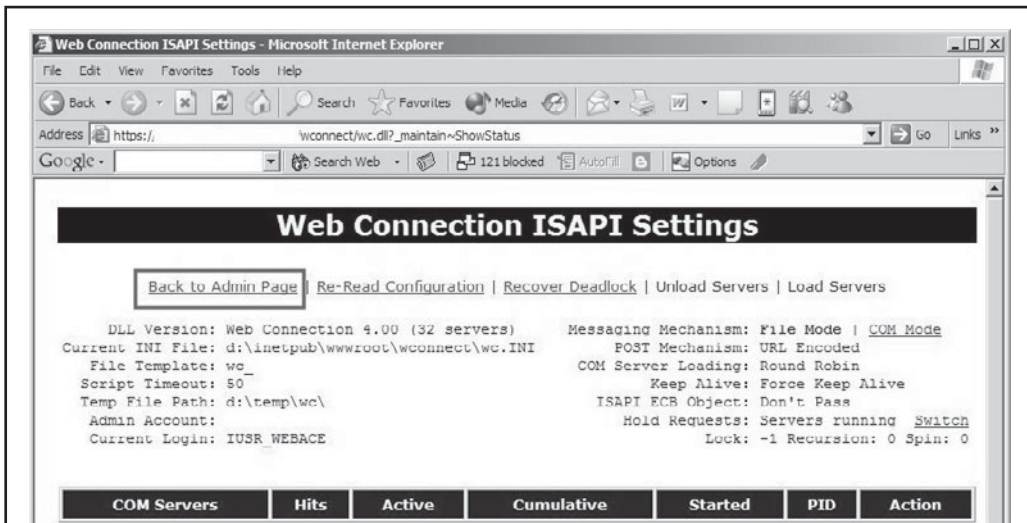 Web Connection ISAPI Settings - Microsoft Internet Explorer
File Edit View Favorites Tools Help
Back Search Favorites Media
Address https:/, wconnect/wc.dll?_maintain~ShowStatus Go Links »
Google - Search Web 121 blocked AutoFill Options
Web Connection ISAPI Settings
Back to Admin Page | Re-Read Configuration | Recover Deadlock | Unload Servers | Load Servers
DLL Version: Web Connection 4.00 (32 servers) Messaging Mechanism: File Mode | COM Mode
Current INI File: d:\inetpub\wwwroot\wconnect\wc.INI POST Mechanism: URL Encoded
File Template: wc_ COM Server Loading: Round Robin
Script Timeout: 50 Keep Alive: Force Keep Alive
Temp File Path: d:\temp\wc\ ISAPI ECB Object: Don't Pass
Admin Account: Hold Requests: Servers running Switch
Current Login: IUSR_WEBACE Lock: -1 Recursion: 0 Spin: 0
COM Servers Hits Active Cumulative Started PID Action